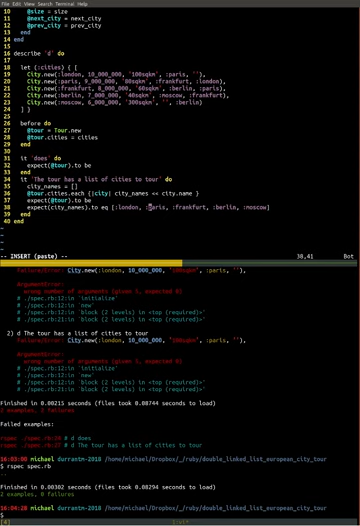 File Edit View Search Terminal Help
10     @size = size
11     @next_city = next_city
12     @prev_city = prev_city
13   end
14 end
15
16 describe 'd' do
17
18   let (:cities) { [
19     City.new(:london, 10_000_000, '100sqkm', :paris, ''),
20     City.new(:paris, 9_000_000, '80sqkm', :frankfurt, :london),
21     City.new(:frankfurt, 8_000_000, '60sqkm', :berlin, :paris),
22     City.new(:berlin, 7_000_000, '40sqkm', :moscow, :frankfurt),
23     City.new(:moscow, 6_000_000, '300sqkm', '', :berlin)
24   ] }
25
26   before do
27     @tour = Tour.new
28     @tour.cities = cities
29   end
30
31   it 'does' do
32     expect(@tour).to be
33   end
34   it 'The tour has a list of cities to tour' do
35     city_names = []
36     @tour.cities.each {|city| city_names << city.name }
37     expect(@tour).to be
38     expect(city_names).to eq [:london, :paris, :frankfurt, :berlin, :moscow]
39   end
40 end
~
~
-- INSERT (paste) -- 38,41 Bot
Failure/Error: City.new(:london, 10_000_000, '100sqkm', :paris, ''),
ArgumentError:
wrong number of arguments (given 5, expected 0)
# ./spec.rb:12:in `initialize'
# ./spec.rb:12:in `new'
# ./spec.rb:12:in `block (2 levels) in <top (required)>'
# ./spec.rb:21:in `block (2 levels) in <top (required)>'
2) d The tour has a list of cities to tour
Failure/Error: City.new(:london, 10_000_000, '100sqkm', :paris, ''),
ArgumentError:
wrong number of arguments (given 5, expected 0)
# ./spec.rb:12:in `initialize'
# ./spec.rb:12:in `new'
# ./spec.rb:12:in `block (2 levels) in <top (required)>'
# ./spec.rb:21:in `block (2 levels) in <top (required)>'
Finished in 0.00215 seconds (files took 0.08744 seconds to load)
2 examples, 2 failures
Failed examples:
rspec ./spec.rb:24 # d does
rspec ./spec.rb:27 # d The tour has a list of cities to tour
16:03:00 michael durrantm-2018 /home/michael/Dropbox/_/ruby/double_linked_list_european_city_tour
$ rspec spec.rb
..
Finished in 0.00302 seconds (files took 0.08294 seconds to load)
2 examples, 0 failures
16:04:28 michael durrantm-2018 /home/michael/Dropbox/_/ruby/double_linked_list_european_city_tour
$